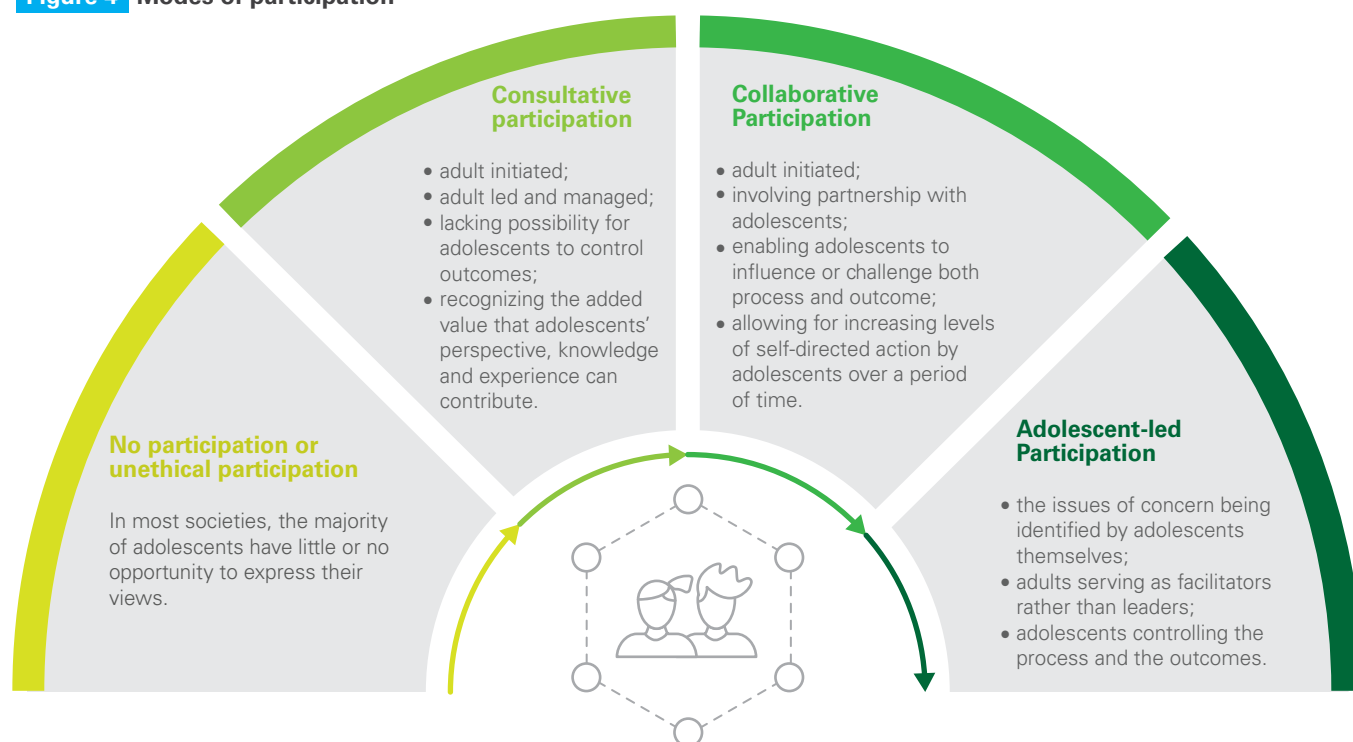 Figure 4 Modes of participation
No participation or
unethical participation
In most societies, the majority
of adolescents have little or no
opportunity to express their
views.
Consultative
participation
• adult initiated;
• adult led and managed;
• lacking possibility for
adolescents to control
outcomes;
• recognizing the added
value that adolescents’
perspective, knowledge
and experience can
contribute.
Collaborative
Participation
• adult initiated;
• involving partnership with
adolescents;
• enabling adolescents to
influence or challenge both
process and outcome;
• allowing for increasing levels
of self-directed action by
adolescents over a period
of time.
Adolescent-led
Participation
• the issues of concern being
identified by adolescents
themselves;
• adults serving as facilitators
rather than leaders;
• adolescents controlling the
process and the outcomes.